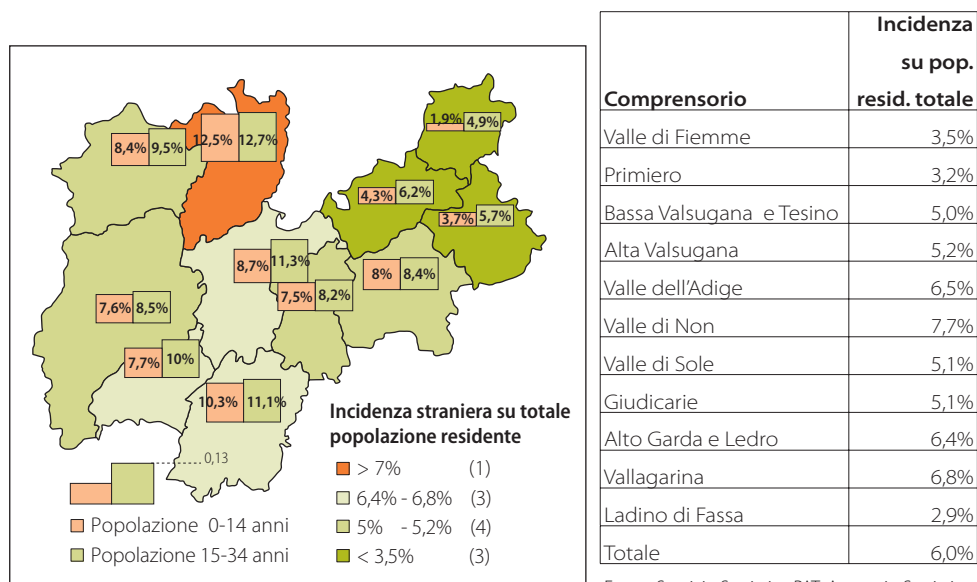 1,9% 4,9%
12,5% 12,7%
8,4% 9,5%
4,3% 6,2%
3,7% 5,7%
8,7% 11,3%
8% 8,4%
7,5% 8,2%
7,6% 8,5%
7,7% 10%
10,3% 11,1%
0,13
Popolazione 0-14 anni
Popolazione 15-34 anni
Incidenza straniera su totale
popolazione residente
> 7% (1)
6,4% - 6,8% (3)
5% - 5,2% (4)
< 3,5% (3)
Incidenza
su pop.
Comprensorio resid. totale
Valle di Fiemme 3,5%
Primiero 3,2%
Bassa Valsugana e Tesino 5,0%
Alta Valsugana 5,2%
Valle dell'Adige 6,5%
Valle di Non 7,7%
Valle di Sole 5,1%
Giudicarie 5,1%
Alto Garda e Ledro 6,4%
Vallagarina 6,8%
Ladino di Fassa 2,9%
Totale 6,0%